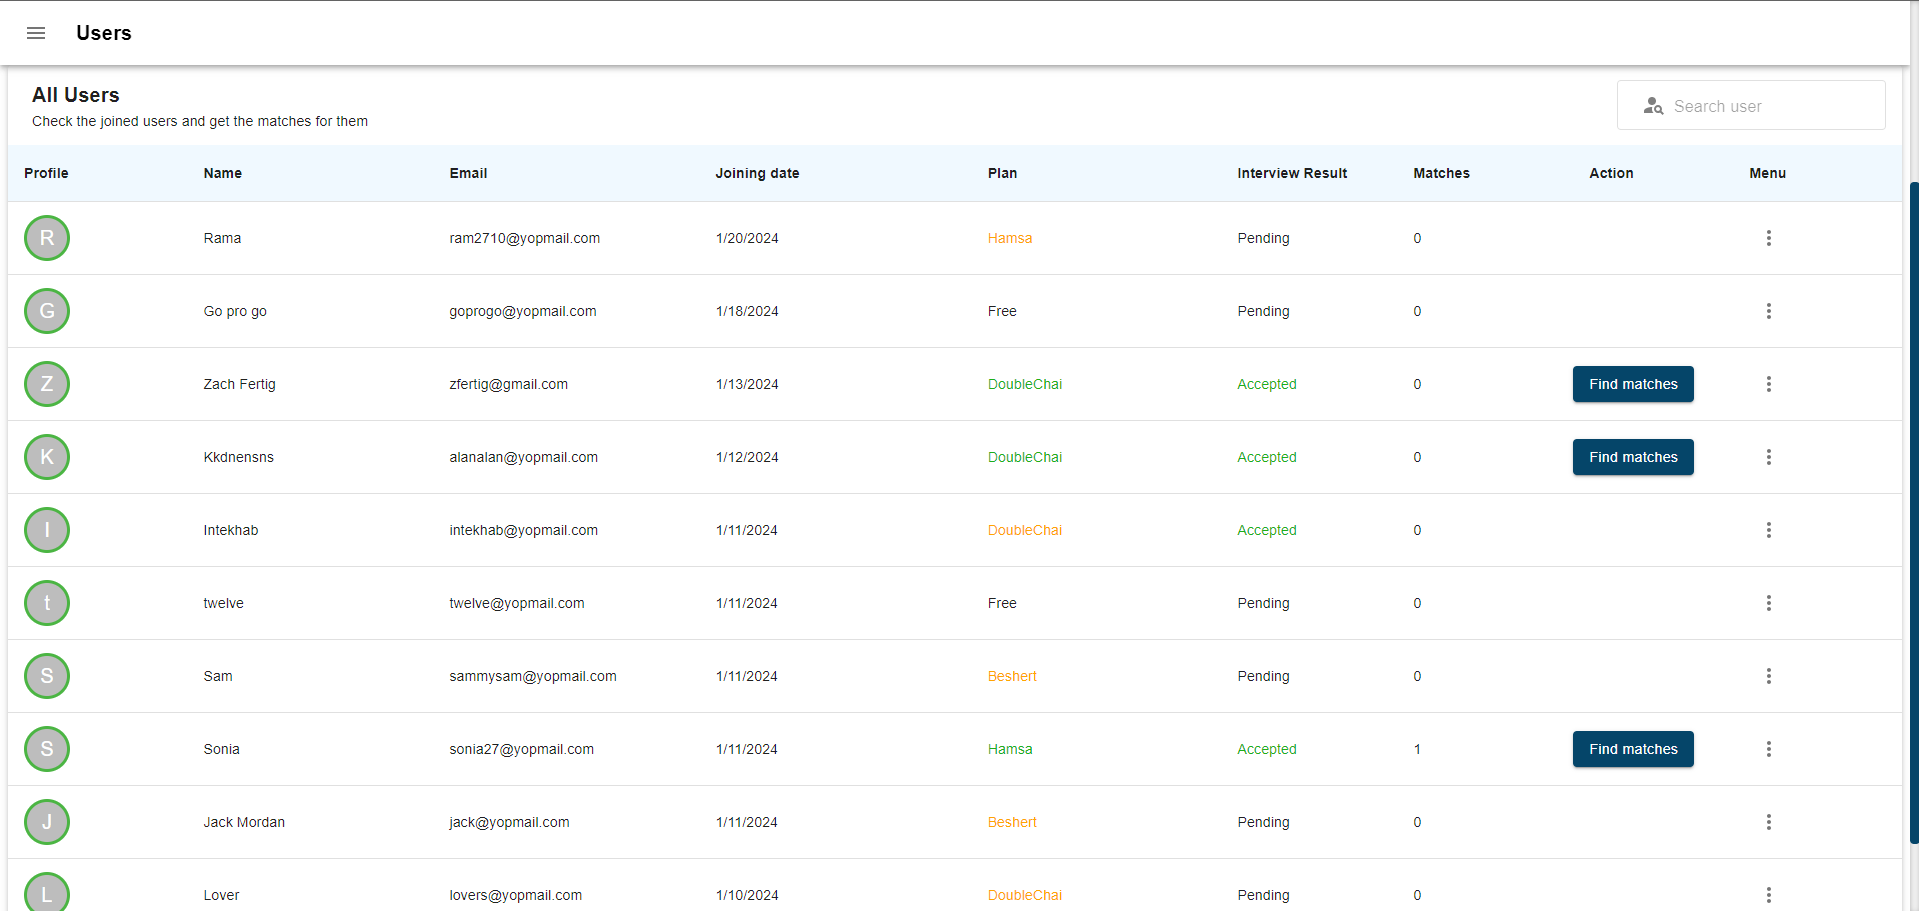 Users
All Users
Check the joined users and get the matches for them
Search user
Profile Name Email Joining date Plan Interview Result Matches Action Menu
R Rama ram2710@yopmail.com 1/20/2024 Hamsa Pending 0
G Go pro go goprogo@yopmail.com 1/18/2024 Free Pending 0
Z Zach Fertig zfertig@gmail.com 1/13/2024 DoubleChai Accepted 0 Find matches
K Kkdnensns alanalan@yopmail.com 1/12/2024 DoubleChai Accepted 0 Find matches
I Intekhab intekhab@yopmail.com 1/11/2024 DoubleChai Accepted 0
t twelve twelve@yopmail.com 1/11/2024 Free Pending 0
S Sam sammysam@yopmail.com 1/11/2024 Beshert Pending 0
S Sonia sonia27@yopmail.com 1/11/2024 Hamsa Accepted 1 Find matches
J Jack Mordan jack@yopmail.com 1/11/2024 Beshert Pending 0
L Lover lovers@yopmail.com 1/10/2024 DoubleChai Pending 0